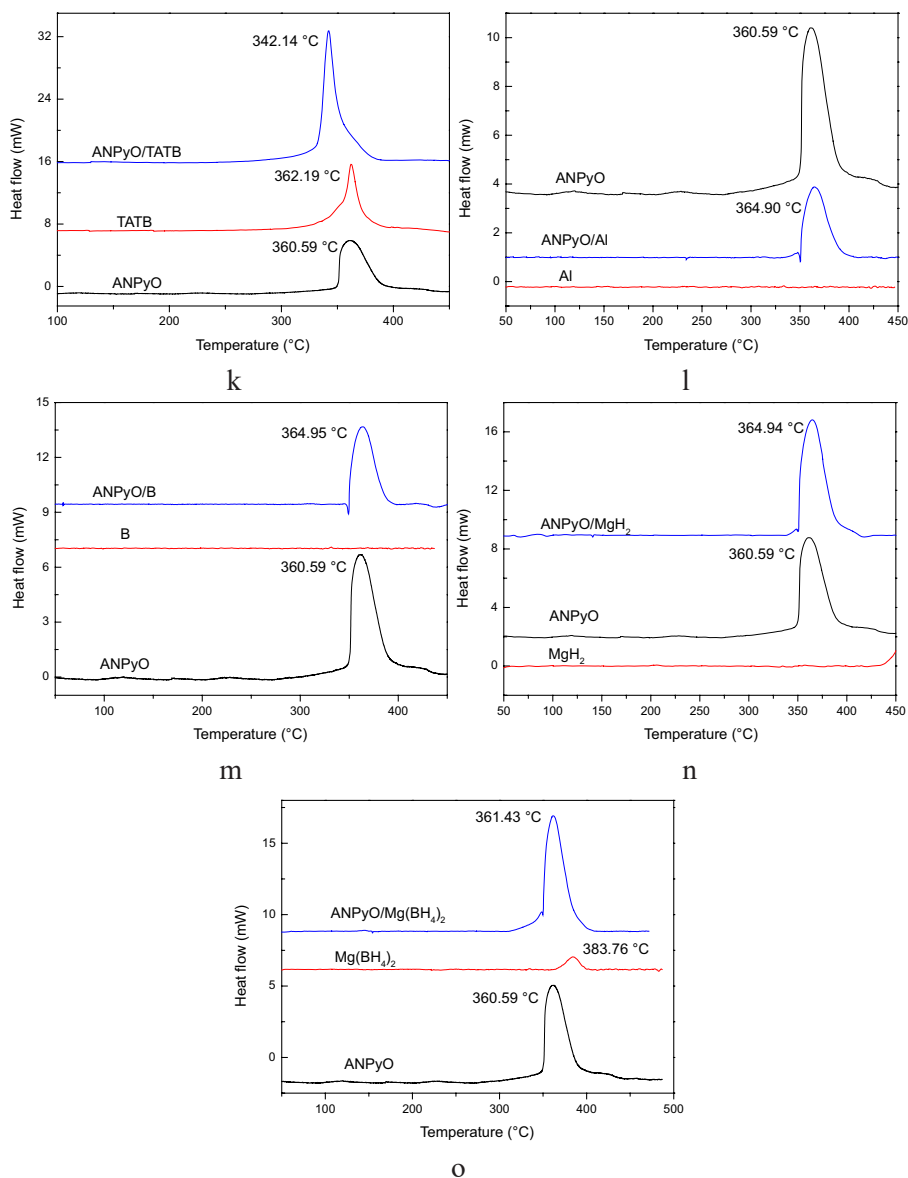 32
24
16
8
0
Heat flow (mW)
342.14 °C
ANPyO/TATB
362.19 °C
TATB
360.59 °C
ANPyO
100
200
300
400
Temperature (°C)
k
10
8
6
4
2
0
Heat flow (mw)
360.59 °C
ANPyO
364.90 °C
ANPyO/Al
Al
50
100
150
200
250
300
350
400
450
Temperature (°C)
l
15
12
9
6
3
0
Heat flow (mW)
364.95 °C
ANPyO/B
B
360.59 °C
ANPyO
100
200
300
400
Temperature (°C)
m
16
12
8
4
0
Heat flow (mW)
364.94 °C
ANPyO/MgH₂
360.59 °C
ANPyO
MgH₂
50
100
150
200
250
300
350
400
450
Temperature (°C)
n
15
10
5
0
Heat flow (mW)
361.43 °C
ANPyO/Mg(BH₄)₂
383.76 °C
Mg(BH₄)₂
360.59 °C
ANPyO
100
200
300
400
500
Temperature (°C)
o